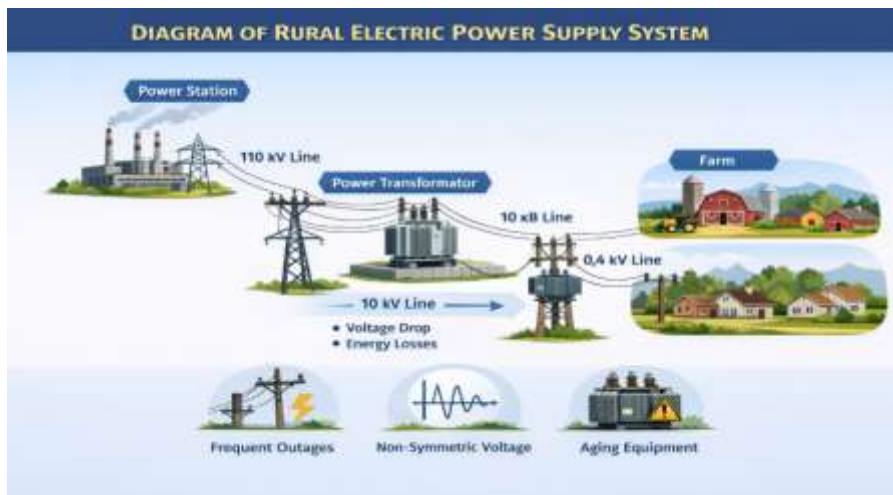 DIAGRAM OF RURAL ELECTRIC POWER SUPPLY SYSTEM
Power Station
110 kV Line
Power Transformator
Farm
10 кВ Line
0,4 kV Line
10 kV Line
• Voltage Drop
• Energy Losses
Frequent Outages
Non-Symmetric Voltage
Aging Equipment